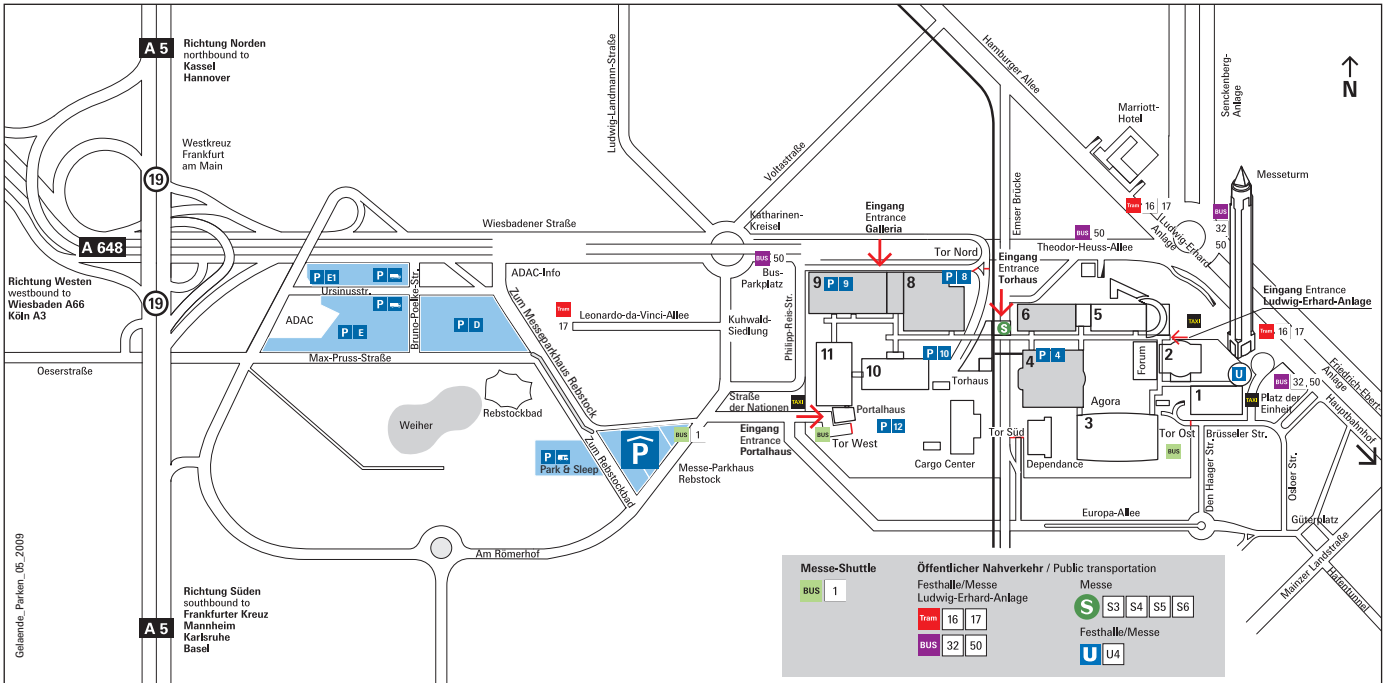 A 5
Richtung Norden
northbound to
Kassel
Hannover
Westkreuz
Frankfurt
am Main
19
A 648
Richtung Westen
westbound to
Wiesbaden A66
Köln A3
19
Oeserstraße
Richtung Süden
southbound to
Frankfurter Kreuz
Mannheim
Karlsruhe
Basel
A 5
Gelaende_Parken_05_2009
Wiesbadener Straße
P E1
P
Ursinusstr.
P
ADAC
P E
Bruno-Poelke-Str.
P D
Max-Pruss-Straße
ADAC-Info
Zum Messeparkhaus Rebstock
Tram
17
Leonardo-da-Vinci-Allee
Weiher
Rebstockbad
P
Park & Sleep
Zum Rebstockbad
P
BUS 1
Messe-Parkhaus
Rebstock
Am Römerhof
Ludwig-Landmann-Straße
Voltastraße
Katharinen-
Kreisel
BUS 50
Bus-
Parkplatz
Kuhwald-
Siedlung
Philipp-Reis-Str.
Straße
der Nationen
TAXI
Eingang
Entrance
Portalhaus
Eingang
Entrance
Galleria
Tor Nord
9 P 9
8
P 8
11
10
P 10
Torhaus
Portalhaus
P 12
BUS
Tor West
Cargo Center
Emser Brücke
Hamburger Allee
Eingang
Entrance
Torhaus
S
BUS 50
Theodor-Heuss-Allee
Marriott-
Hotel
Senckenberg-
Anlage
N
Messeturm
Tram 16 17
BUS
32
50
Ludwig-Erhard-
Anlage
Eingang Entrance
Ludwig-Erhard-Anlage
6
5
TAXI
4
P 4
Forum
2
Tram 16 17
U
Agora
3
1
BUS 32, 50
TAXI
Platz der
Einheit
Friedrich-Ebert-
Anlage
Hauptbahnhof
Tor Süd
Dependance
Tor Ost
BUS
Brüsseler Str.
Den Haager Str.
Osloer Str.
Europa-Allee
Güterplatz
Mainzer Landstraße
Hafentunnel
Messe-Shuttle
BUS 1
Öffentlicher Nahverkehr / Public transportation
Festhalle/Messe
Ludwig-Erhard-Anlage
Tram 16 17
BUS 32 50
Messe
S S3 S4 S5 S6
Festhalle/Messe
U U4